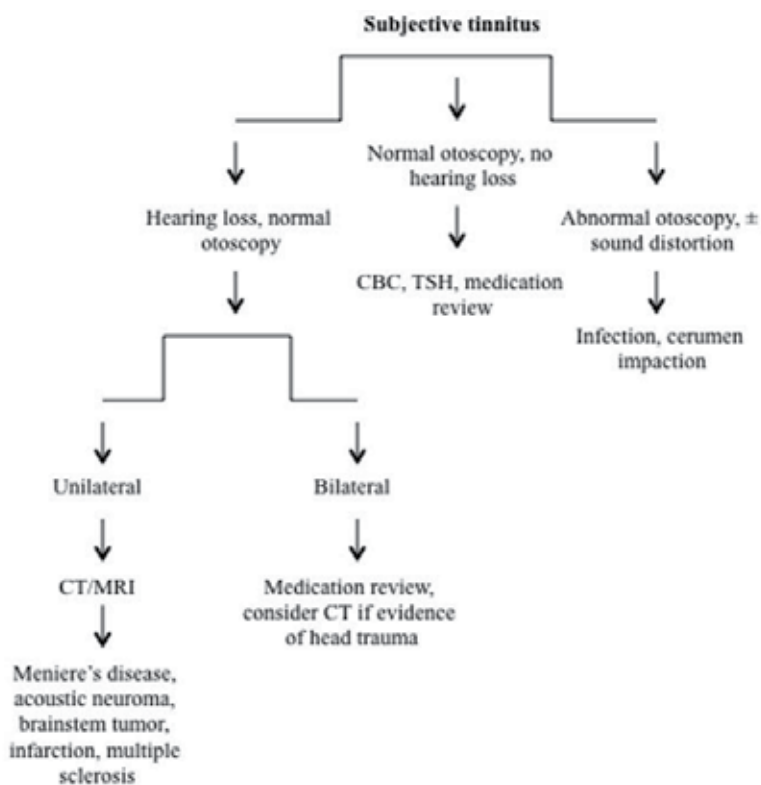 Subjective tinnitus
Normal otoscopy, no
hearing loss
Hearing loss, normal
otoscopy
Abnormal otoscopy, ±
sound distortion
CBC, TSH, medication
review
Infection, cerumen
impaction
Unilateral
Bilateral
CT/MRI
Medication review,
consider CT if evidence
of head trauma
Meniere’s disease,
acoustic neuroma,
brainstem tumor,
infarction, multiple
sclerosis